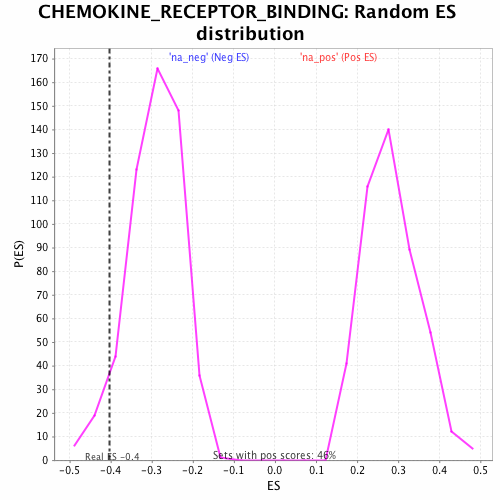 CHEMOKINE_RECEPTOR_BINDING: Random ES
distribution
'na_neg' (Neg ES)
'na_pos' (Pos ES)
170
160
150
140
130
120
110
100
90
80
70
60
50
40
30
20
10
0
P(ES)
Real ES -0.4
Sets with pos scores: 46%
-0.5 -0.4 -0.3 -0.2 -0.1 0.0 0.1 0.2 0.3 0.4 0.5
ES